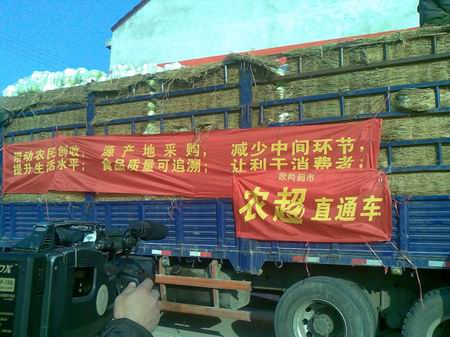 带动农民创收； 源产地采购， 减少中间环节，
提升生活水平； 食品质量可追溯； 让利于消费者；
欧尚超市
农超直通车